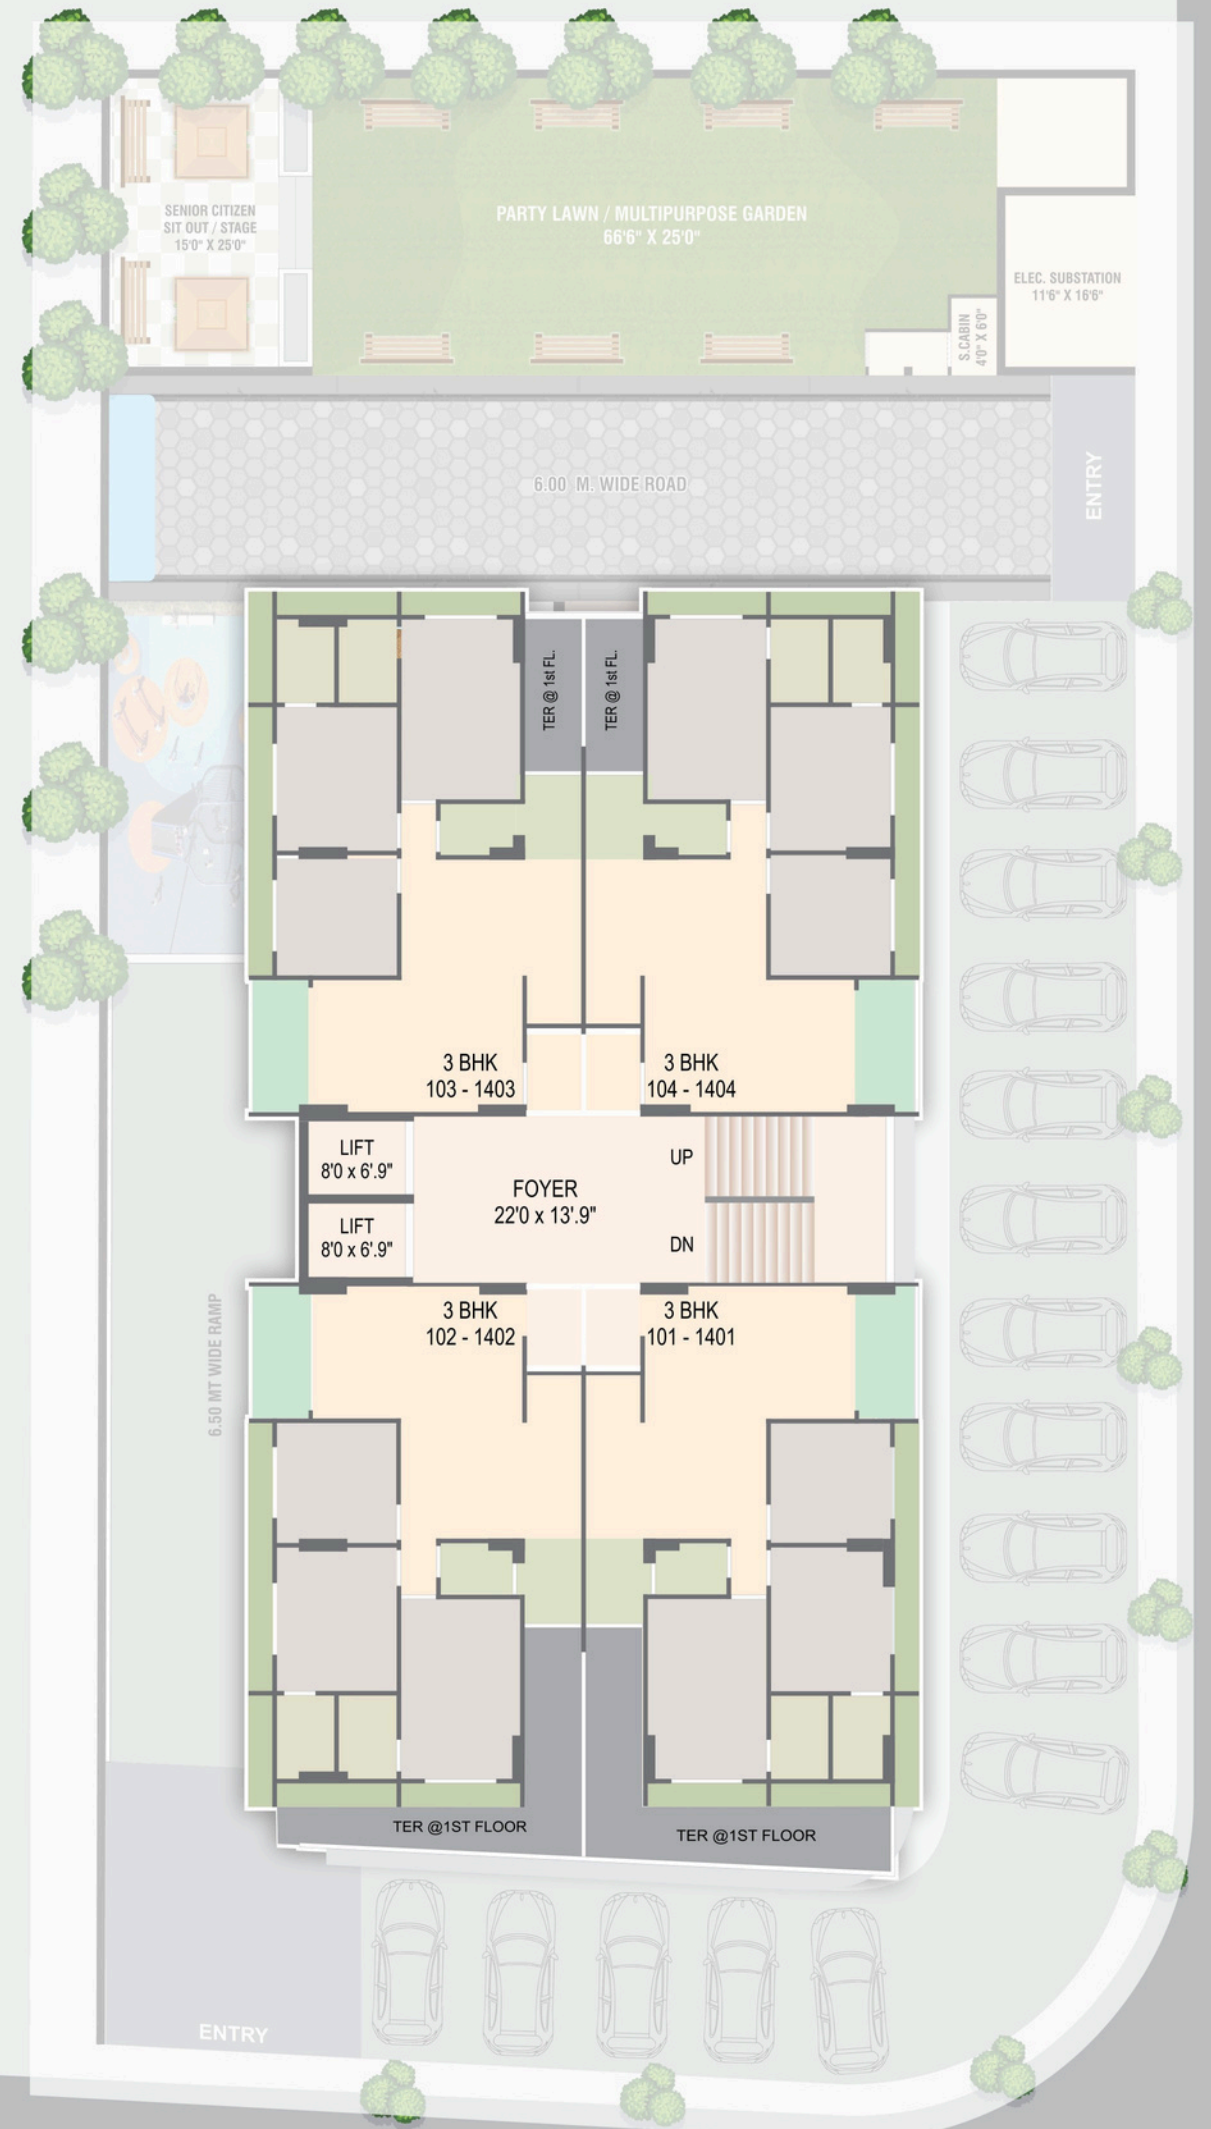 SENIOR CITIZEN
SIT OUT / STAGE
15'0" X 25'0"
PARTY LAWN / MULTIPURPOSE GARDEN
66'6" X 25'0"
ELEC. SUBSTATION
11'6" X 16'6"
S.CABIN
4'0" X 6'0"
6.00 M. WIDE ROAD
ENTRY
TER @ 1st FL.
TER @ 1st FL.
3 BHK
103 - 1403
3 BHK
104 - 1404
LIFT
8'0 x 6'.9"
FOYER
22'0 x 13'.9"
UP
LIFT
8'0 x 6'.9"
DN
3 BHK
102 - 1402
3 BHK
101 - 1401
6.50 MT WIDE RAMP
TER @1ST FLOOR
TER @1ST FLOOR
ENTRY